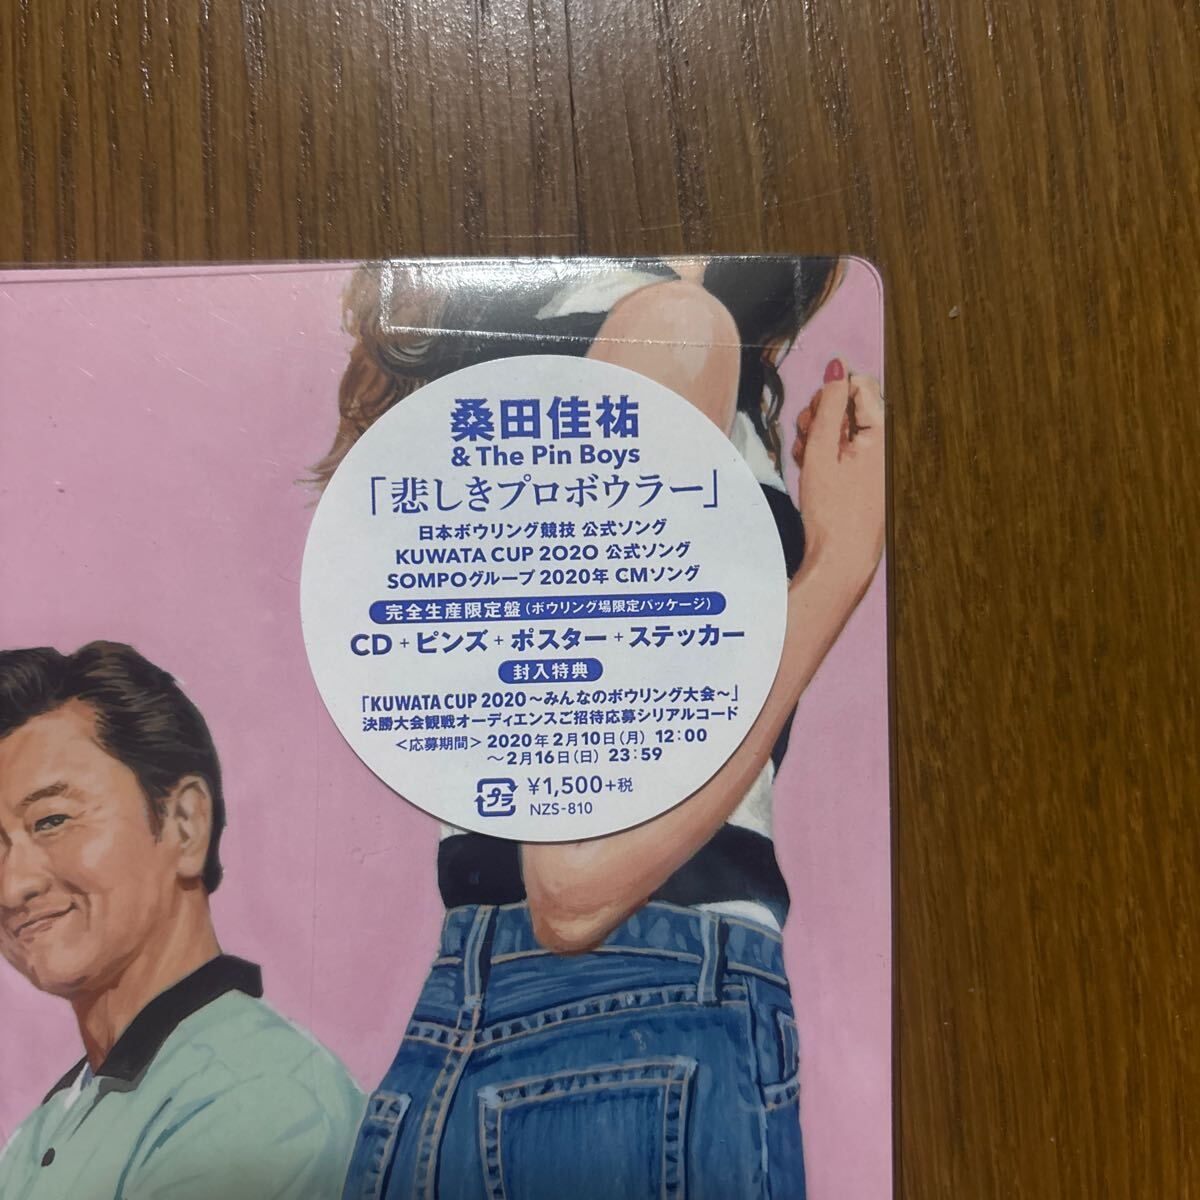 桑田佳祐
& The Pin Boys
「悲しきプロボウラー」
日本ボウリング競技 公式ソング
KUWATA CUP 2020 公式ソング
SOMPOグループ 2020年 CMソング
完全生産限定盤（ボウリング場限定パッケージ）
CD+ピンズ+ポスター+ステッカー
封入特典
「KUWATA CUP 2020～みんなのボウリング大会～」
決勝大会観戦オーディエンスご招待応募シリアルコード
＜応募期間＞ 2020年2月10日（月）12:00
～2月16日（日）23:59
プラ ¥1,500+税
NZS-810